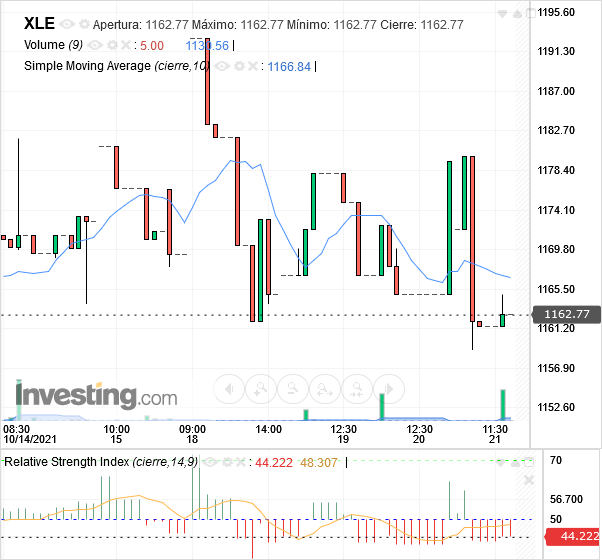 XLE Apertura: 1162.77 Máximo: 1162.77 Mínimo: 1162.77 Cierre: 1162.77
Volume (9) : 5.00 1130.56
Simple Moving Average (cierre,10) : 1166.84
1195.60
1191.30
1187.00
1182.70
1178.40
1174.10
1169.80
1165.50
1162.77
1161.20
1156.90
1152.60
Investing.com
08:30 10:00 09:00 14:00 12:30 12:30 11:30
10/14/2021 15 18 19 20 21
Relative Strength Index (cierre,14,9) : 44.222 48.307
70
56.700
50
44.222